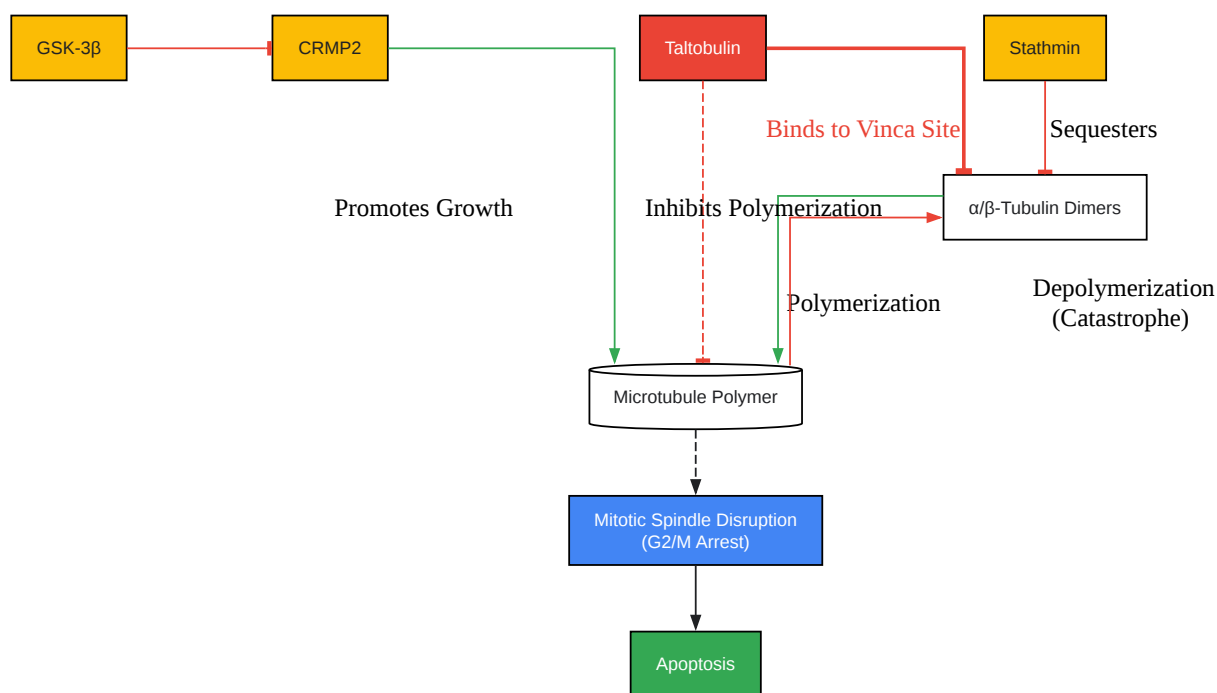 GSK-3β
CRMP2
Taltobulin
Stathmin
Binds to Vinca Site
Sequesters
Promotes Growth
Inhibits Polymerization
α/β-Tubulin Dimers
Polymerization
Depolymerization
(Catastrophe)
Microtubule Polymer
Mitotic Spindle Disruption
(G2/M Arrest)
Apoptosis